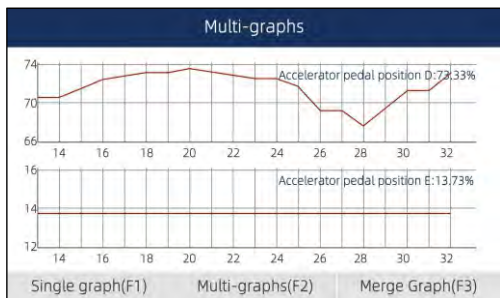 Multi-graphs
74
Accelerator pedal position D:73.33%
70
66
14 16 18 20 22 24 26 28 30 32
16
Accelerator pedal position E:13.73%
14
12
14 16 18 20 22 24 26 28 30 32
Single graph(F1) Multi-graphs(F2) Merge Graph(F3)